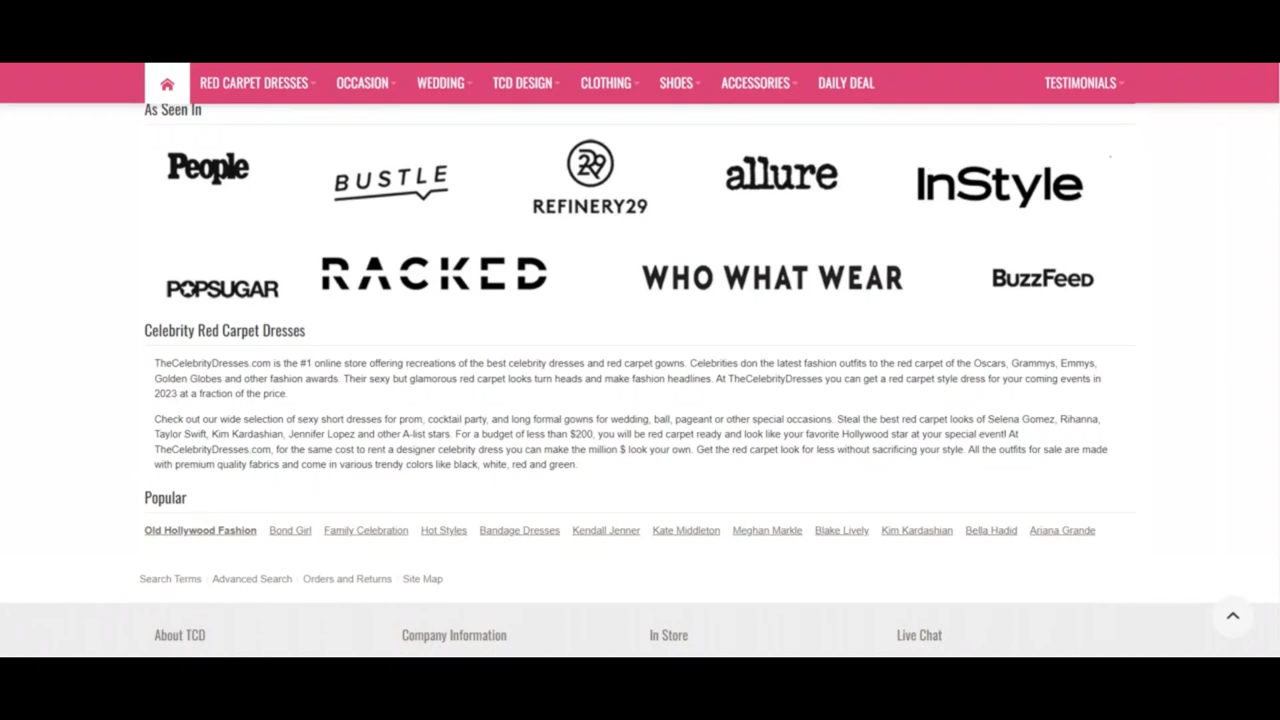 RED CARPET DRESSES OCCASION WEDDING TCD DESIGN CLOTHING SHOES ACCESSORIES DAILY DEAL TESTIMONIALS
As Seen In
People BUSTLE 29 REFINERY29 allure InStyle
POPSUGAR RACKED WHO WHAT WEAR BuzzFeed
Celebrity Red Carpet Dresses
TheCelebrityDresses.com is the #1 online store offering recreations of the best celebrity dresses and red carpet gowns. Celebrities don the latest fashion outfits to the red carpet of the Oscars, Grammys, Emmys,
Golden Globes and other fashion awards. Their sexy but glamorous red carpet looks turn heads and make fashion headlines. At TheCelebrityDresses you can get a red carpet style dress for your coming events in
2023 at a fraction of the price.
Check out our wide selection of sexy short dresses for prom, cocktail party, and long formal gowns for wedding, ball, pageant or other special occasions. Steal the best red carpet looks of Selena Gomez, Rihanna,
Taylor Swift, Kim Kardashian, Jennifer Lopez and other A-list stars. For a budget of less than $200, you will be red carpet ready and look like your favorite Hollywood star at your special event! At
TheCelebrityDresses.com, for the same cost to rent a designer celebrity dress you can make the million $ look your own. Get the red carpet look for less without sacrificing your style. All the outfits for sale are made
with premium quality fabrics and come in various trendy colors like black, white, red and green.
Popular
Old Hollywood Fashion Bond Girl Family Celebration Hot Styles Bandage Dresses Kendall Jenner Kate Middleton Meghan Markle Blake Lively Kim Kardashian Bella Hadid Ariana Grande
Search Terms Advanced Search Orders and Returns Site Map
About TCD Company Information In Store Live Chat